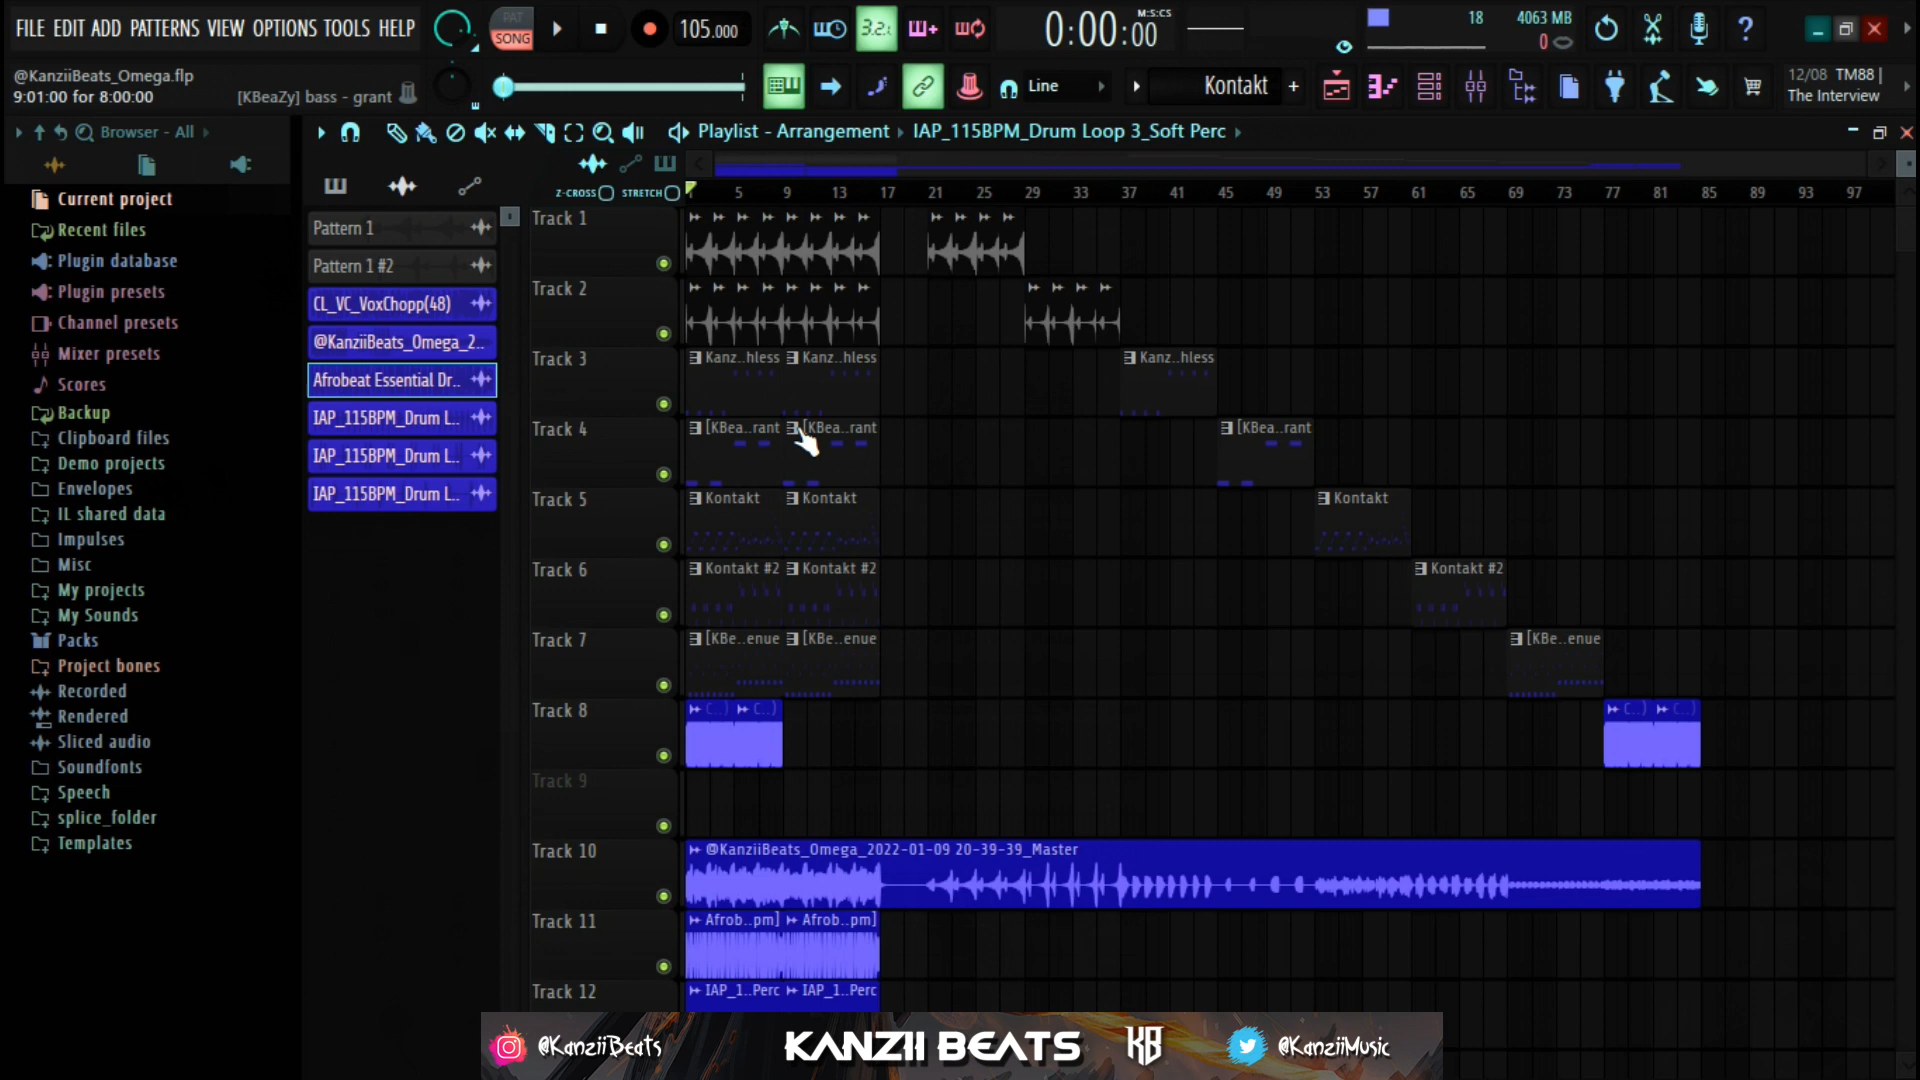 FILE EDIT ADD PATTERNS VIEW OPTIONS TOOLS HELP
PAT
SONG
105.000
3.2.
0:00:00
M:S:CS
18
4063 MB
0
@KanziiBeats_Omega.flp
9:01:00 for 8:00:00
[KBeaZy] bass - grant
Line
Kontakt
12/08 TM88 |
The Interview
Browser - All
Playlist - Arrangement › IAP_115BPM_Drum Loop 3_Soft Perc
Z-CROSS STRETCH
5 9 13 17 21 25 29 33 37 41 45 49 53 57 61 65 69 73 77 81 85 89 93 97
Current project
Recent files
Plugin database
Plugin presets
Channel presets
Mixer presets
Scores
Backup
Clipboard files
Demo projects
Envelopes
IL shared data
Impulses
Misc
My projects
My Sounds
Packs
Project bones
Recorded
Rendered
Sliced audio
Soundfonts
Speech
splice_folder
Templates
Pattern 1
Pattern 1 #2
CL_VC_VoxChopp(48)
@KanziiBeats_Omega_2..
Afrobeat Essential Dr..
IAP_115BPM_Drum L..
IAP_115BPM_Drum L..
IAP_115BPM_Drum L..
Track 1
Track 2
Track 3
Kanz..hless Kanz..hless Kanz..hless
Track 4
[KBea..rant [KBea..rant [KBea..rant
Track 5
Kontakt Kontakt Kontakt
Track 6
Kontakt #2 Kontakt #2 Kontakt #2
Track 7
[KBe..enue [KBe..enue [KBe..enue
Track 8
C..) C..) C..) C..)
Track 9
Track 10
@KanziiBeats_Omega_2022-01-09 20-39-39_Master
Track 11
Afrob..pm] Afrob..pm]
Track 12
IAP_1..Perc IAP_1..Perc
@KanziiBeats
KANZII BEATS
KB
@KanziiMusic